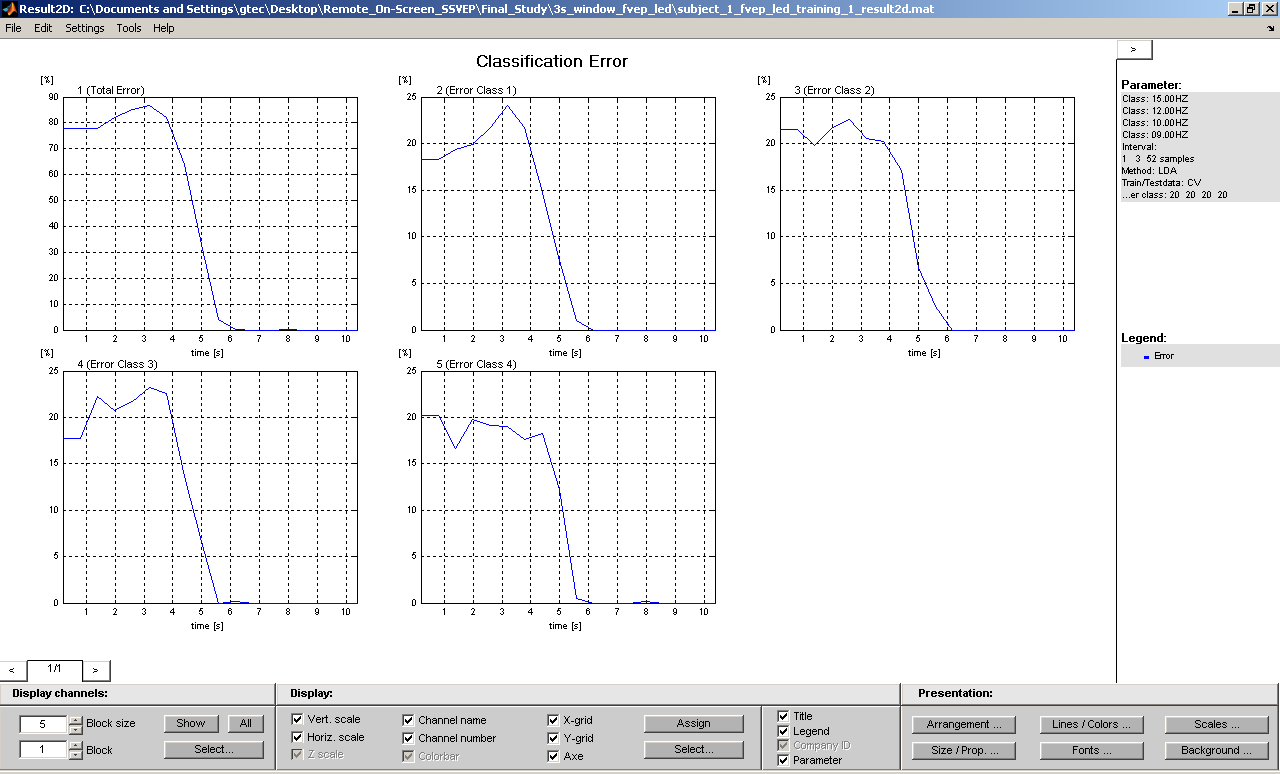 Result2D: C:\Documents and Settings\gtec\Desktop\Remote_On-Screen_SSVEP\Final_Study\3s_window_fvep_led\subject_1_fvep_led_training_1_result2d.mat
File Edit Settings Tools Help
Classification Error
[%] 1 (Total Error)
90
80
70
60
50
40
30
20
10
0
1 2 3 4 5 6 7 8 9 10
time [s]
[%] 2 (Error Class 1)
25
20
15
10
5
0
1 2 3 4 5 6 7 8 9 10
time [s]
[%] 3 (Error Class 2)
25
20
15
10
5
0
1 2 3 4 5 6 7 8 9 10
time [s]
[%] 4 (Error Class 3)
25
20
15
10
5
0
1 2 3 4 5 6 7 8 9 10
time [s]
[%] 5 (Error Class 4)
25
20
15
10
5
0
1 2 3 4 5 6 7 8 9 10
time [s]
>
Parameter:
Class: 15.00HZ
Class: 12.00HZ
Class: 10.00HZ
Class: 09.00HZ
Interval:
1 3 52 samples
Method: LDA
Train/Testdata: CV
...er class: 20 20 20 20
Legend:
Error
< 1/1 >
Display channels:
5 Block size Show All
1 Block Select...
Display:
Vert. scale Channel name X-grid Assign
Horiz. scale Channel number Y-grid
Z scale Colorbar Axe Select...
Title
Legend
Company ID
Parameter
Presentation:
Arrangement ... Lines / Colors ... Scales ...
Size / Prop. ... Fonts ... Background ...